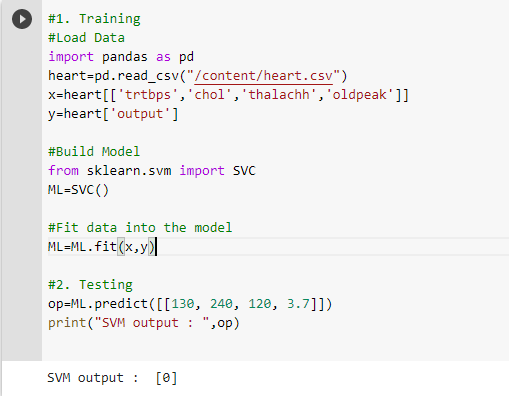 #1. Training
#Load Data
import pandas as pd
heart=pd.read_csv("/content/heart.csv")
x=heart[['trtbps','chol','thalachh','oldpeak']]
y=heart['output']
#Build Model
from sklearn.svm import SVC
ML=SVC()
#Fit data into the model
ML=ML.fit(x,y)
#2. Testing
op=ML.predict([[130, 240, 120, 3.7]])
print("SVM output : ",op)
SVM output :  [0]